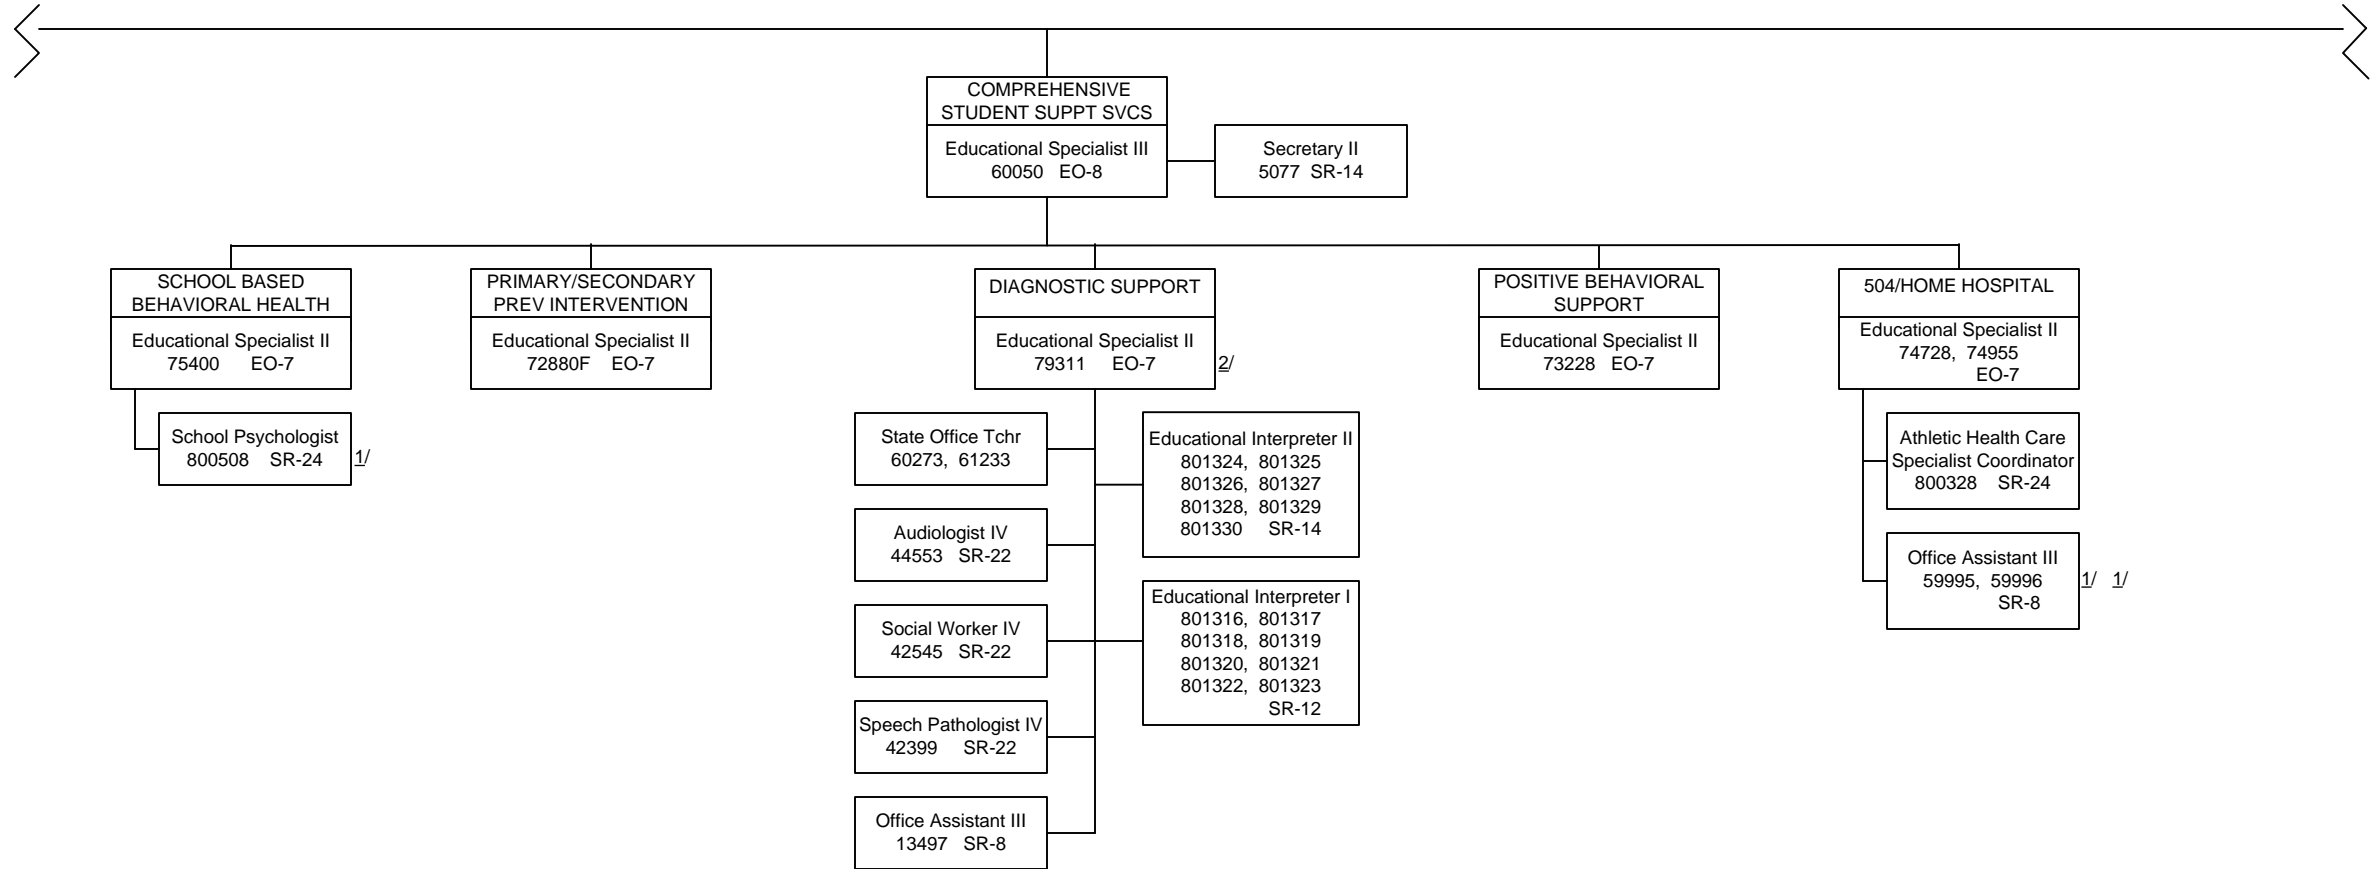 COMPREHENSIVE
STUDENT SUPPT SVCS
Educational Specialist III
60050 EO-8
Secretary II
5077 SR-14
SCHOOL BASED
BEHAVIORAL HEALTH
Educational Specialist II
75400 EO-7
School Psychologist
800508 SR-24
1/
PRIMARY/SECONDARY
PREV INTERVENTION
Educational Specialist II
72880F EO-7
DIAGNOSTIC SUPPORT
Educational Specialist II
79311 EO-7
2/
State Office Tchr
60273, 61233
Audiologist IV
44553 SR-22
Social Worker IV
42545 SR-22
Speech Pathologist IV
42399 SR-22
Office Assistant III
13497 SR-8
Educational Interpreter II
801324, 801325
801326, 801327
801328, 801329
801330 SR-14
Educational Interpreter I
801316, 801317
801318, 801319
801320, 801321
801322, 801323
SR-12
POSITIVE BEHAVIORAL
SUPPORT
Educational Specialist II
73228 EO-7
504/HOME HOSPITAL
Educational Specialist II
74728, 74955
EO-7
Athletic Health Care
Specialist Coordinator
800328 SR-24
Office Assistant III
59995, 59996
SR-8
1/ 1/